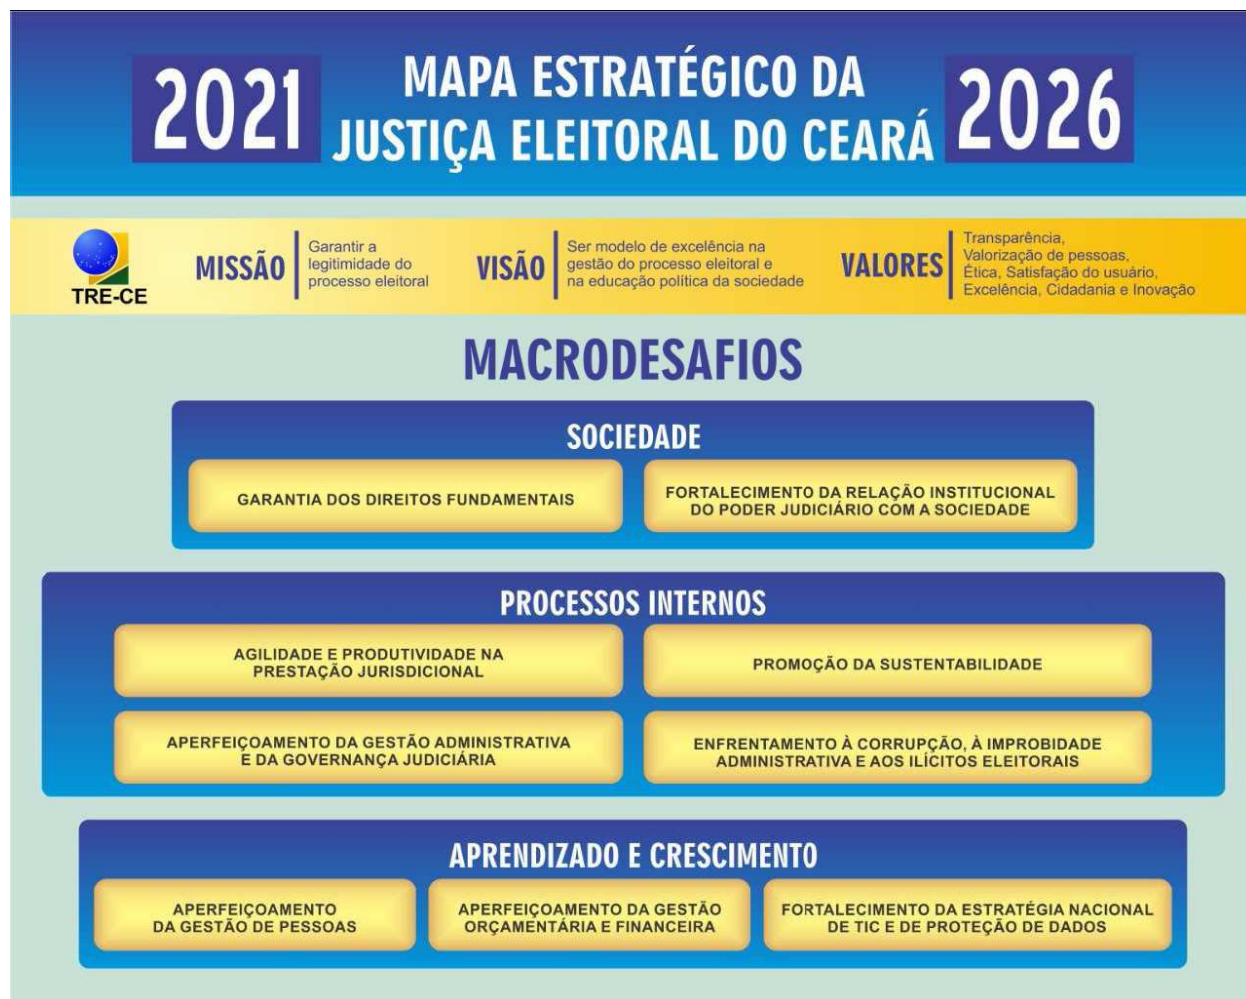 2021
MAPA ESTRATÉGICO DA
JUSTIÇA ELEITORAL DO CEARÁ
2026
TRE-CE
MISSÃO
Garantir a
legitimidade do
processo eleitoral
VISÃO
Ser modelo de excelência na
gestão do processo eleitoral e
na educação política da sociedade
VALORES
Transparência,
Valorização de pessoas,
Ética, Satisfação do usuário,
Excelência, Cidadania e Inovação
MACRODESAFIOS
SOCIEDADE
GARANTIA DOS DIREITOS FUNDAMENTAIS
FORTALECIMENTO DA RELAÇÃO INSTITUCIONAL
DO PODER JUDICIÁRIO COM A SOCIEDADE
PROCESSOS INTERNOS
AGILIDADE E PRODUTIVIDADE NA
PRESTAÇÃO JURISDICIONAL
PROMOÇÃO DA SUSTENTABILIDADE
APERFEIÇOAMENTO DA GESTÃO ADMINISTRATIVA
E DA GOVERNANÇA JUDICIÁRIA
ENFRENTAMENTO À CORRUPÇÃO, À IMPROBIDADE
ADMINISTRATIVA E AOS ILÍCITOS ELEITORAIS
APRENDIZADO E CRESCIMENTO
APERFEIÇOAMENTO
DA GESTÃO DE PESSOAS
APERFEIÇOAMENTO DA GESTÃO
ORÇAMENTÁRIA E FINANCEIRA
FORTALECIMENTO DA ESTRATÉGIA NACIONAL
DE TIC E DE PROTEÇÃO DE DADOS